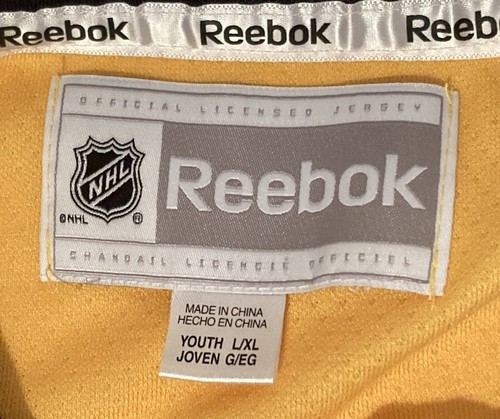 Reebok Reebok Reeb
OFFICIAL LICENSED JERSEY
NHL
Reebok
©NHL ®
CHANDAIL LICENCIÉ OFFICIEL
MADE IN CHINA
HECHO EN CHINA
YOUTH L/XL
JOVEN G/EG